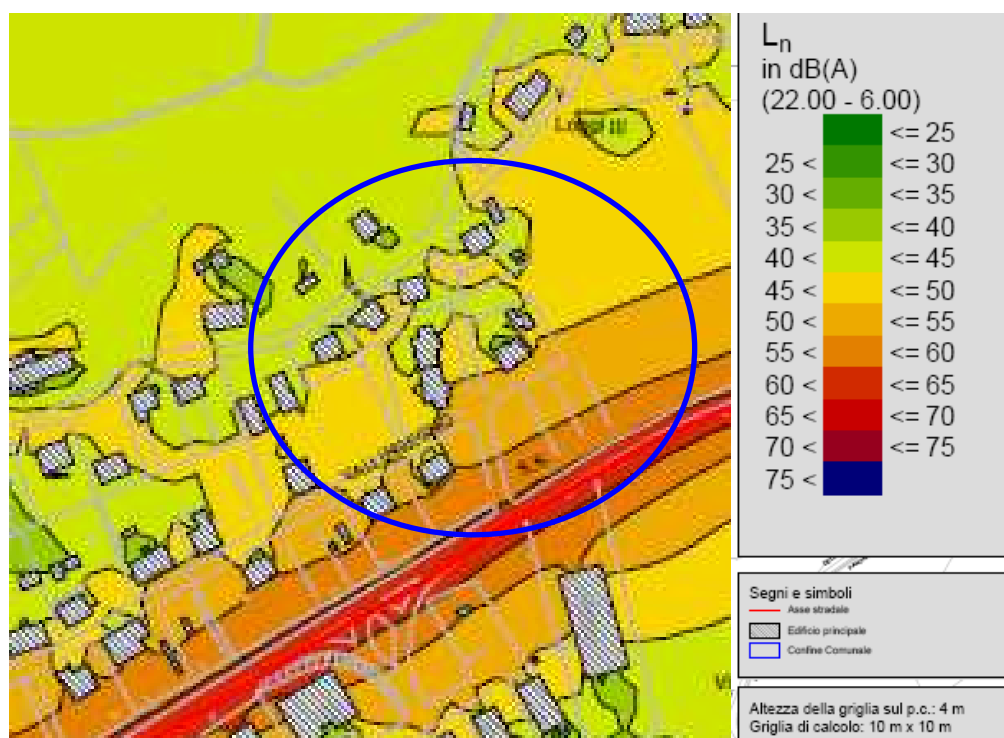 Ln
in dB(A)
(22.00 - 6.00)
<= 25
25 < <= 30
30 < <= 35
35 < <= 40
40 < <= 45
45 < <= 50
50 < <= 55
55 < <= 60
60 < <= 65
65 < <= 70
70 < <= 75
75 <
Segni e simboli
Asse stradale
Edificio principale
Confine Comunale
Altezza della griglia sul p.c.: 4 m
Griglia di calcolo: 10 m x 10 m